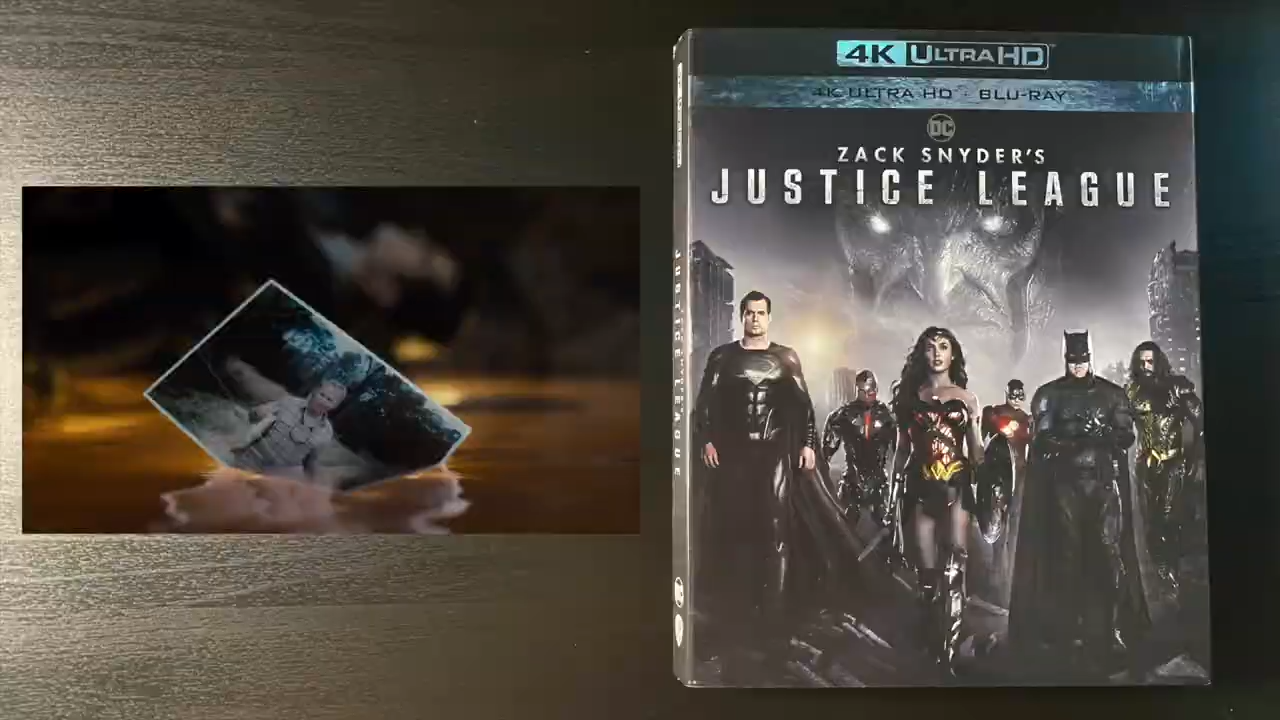 4K ULTRA HD
4K ULTRA HD · BLU-RAY
DC
ZACK SNYDER'S
JUSTICE LEAGUE
JUSTICE LEAGUE